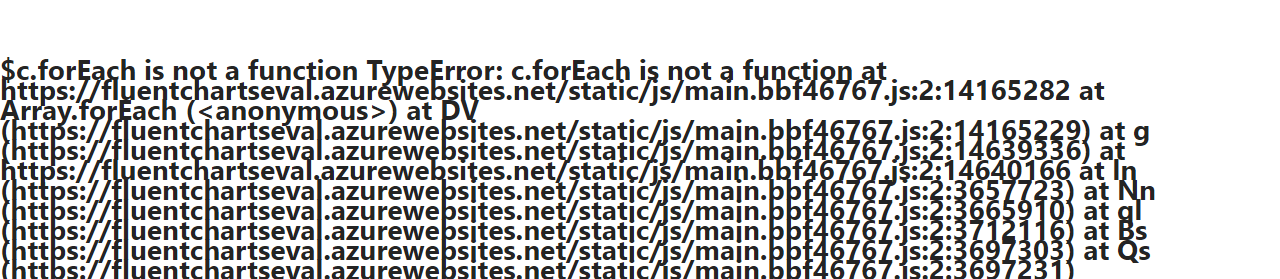 $c.forEach is not a function TypeError: c.forEach is not a function at
https://fluentchartseval.azurewebsites.net/static/js/main.bbf46767.js:2:14165282 at
Array.forEach (<anonymous>) at DV
(https://fluentchartseval.azurewebsites.net/static/js/main.bbf46767.js:2:14165229) at g
(https://fluentchartseval.azurewebsites.net/static/js/main.bbf46767.js:2:14639336) at
https://fluentchartseval.azurewebsites.net/static/js/main.bbf46767.js:2:14640166 at ln
(https://fluentchartseval.azurewebsites.net/static/js/main.bbf46767.js:2:3657723) at Nn
(https://fluentchartseval.azurewebsites.net/static/js/main.bbf46767.js:2:3665910) at gl
(https://fluentchartseval.azurewebsites.net/static/js/main.bbf46767.js:2:3712116) at Bs
(https://fluentchartseval.azurewebsites.net/static/js/main.bbf46767.js:2:3697303) at Qs
(https://fluentchartseval.azurewebsites.net/static/js/main.bbf46767.js:2:3697231)